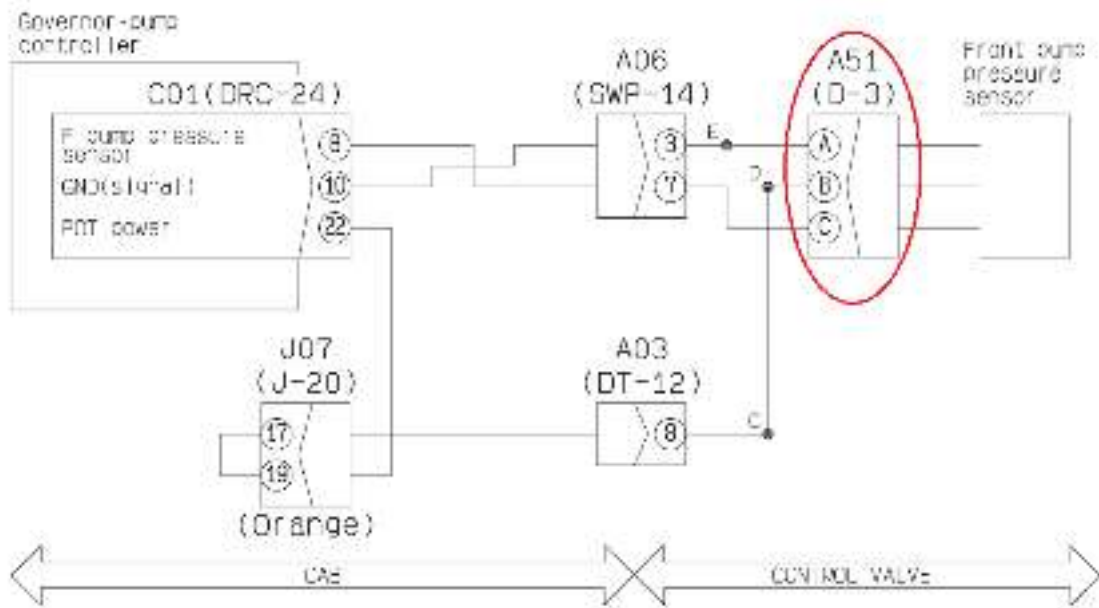 Governor-pump
controller
C01(DRC-24)
F pump pressure
sensor
GND(signal)
POT power
8
10
22
A06
(SWP-14)
3
7
E
D
A51
(D-3)
A
B
C
Front pump
pressure
sensor
J07
(J-20)
17
19
(Orange)
A03
(DT-12)
8
C
CAB
CONTROL VALVE